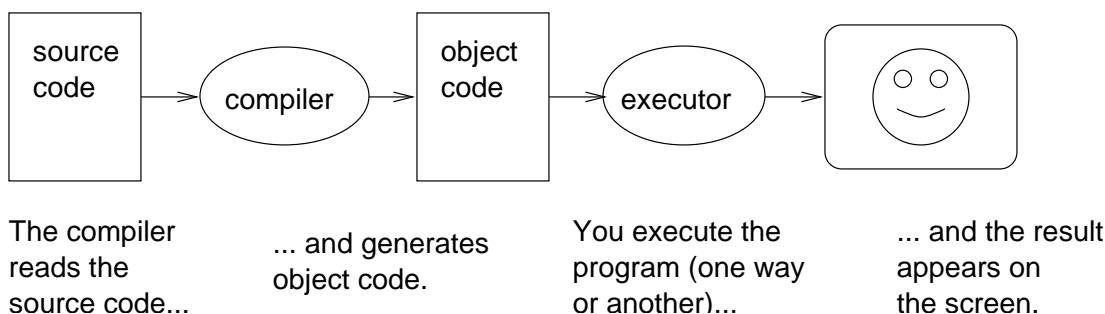 source
code
compiler
object
code
executor
The compiler
reads the
source code...
... and generates
object code.
You execute the
program (one way
or another)...
... and the result
appears on
the screen.